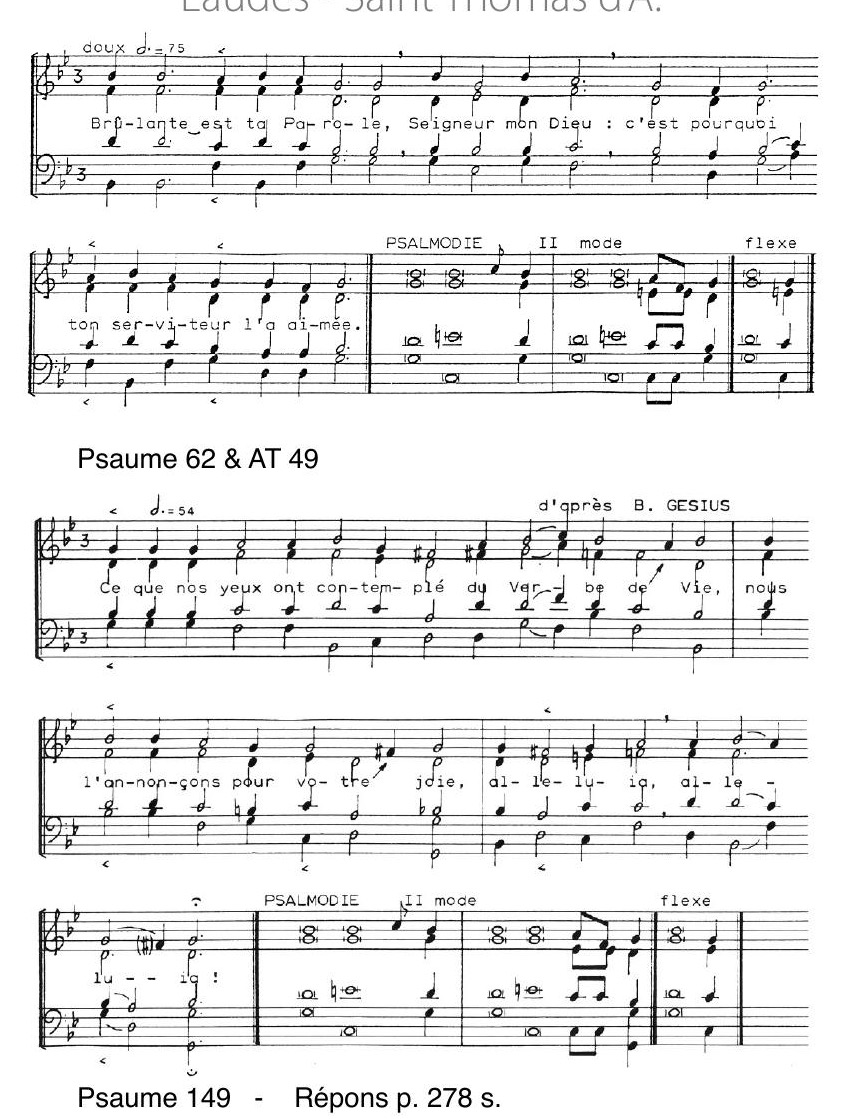 Laudes - Saint Thomas d'A.
doux 𝅗𝅥. = 75
Brû-lante‿est ta Pa-ro-le, Seigneur mon Dieu : c'est pourquoi
PSALMODIE II mode flexe
ton ser-vi-teur l'a ai-mée.
Psaume 62 & AT 49
𝅗𝅥. = 54 d'après B. GESIUS
Ce que nos yeux ont con-tem-plé du Ver-be de Vie, nous
l'an-non-çons pour vo-tre joie, al-le-lu-ia, al-le-
PSALMODIE II mode flexe
lu - - ia !
Psaume 149 - Répons p. 278 s.